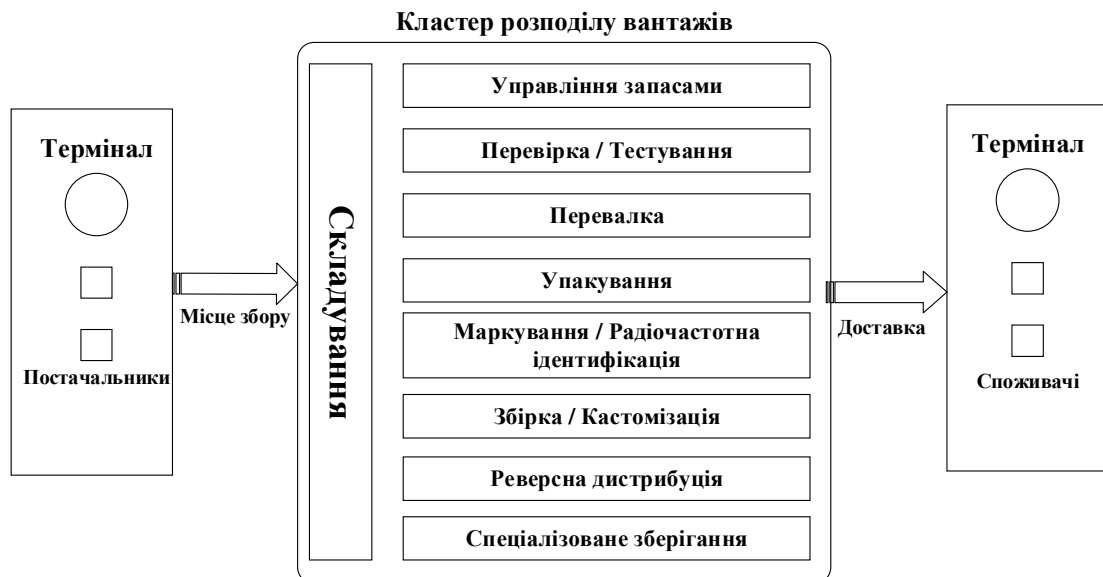 Кластер розподілу вантажів
Термінал
Постачальники
Місце збору
Складування
Управління запасами
Перевірка / Тестування
Перевалка
Упакування
Маркування / Радіочастотна
ідентифікація
Збірка / Кастомізація
Реверсна дистрибуція
Спеціалізоване зберігання
Доставка
Термінал
Споживачі